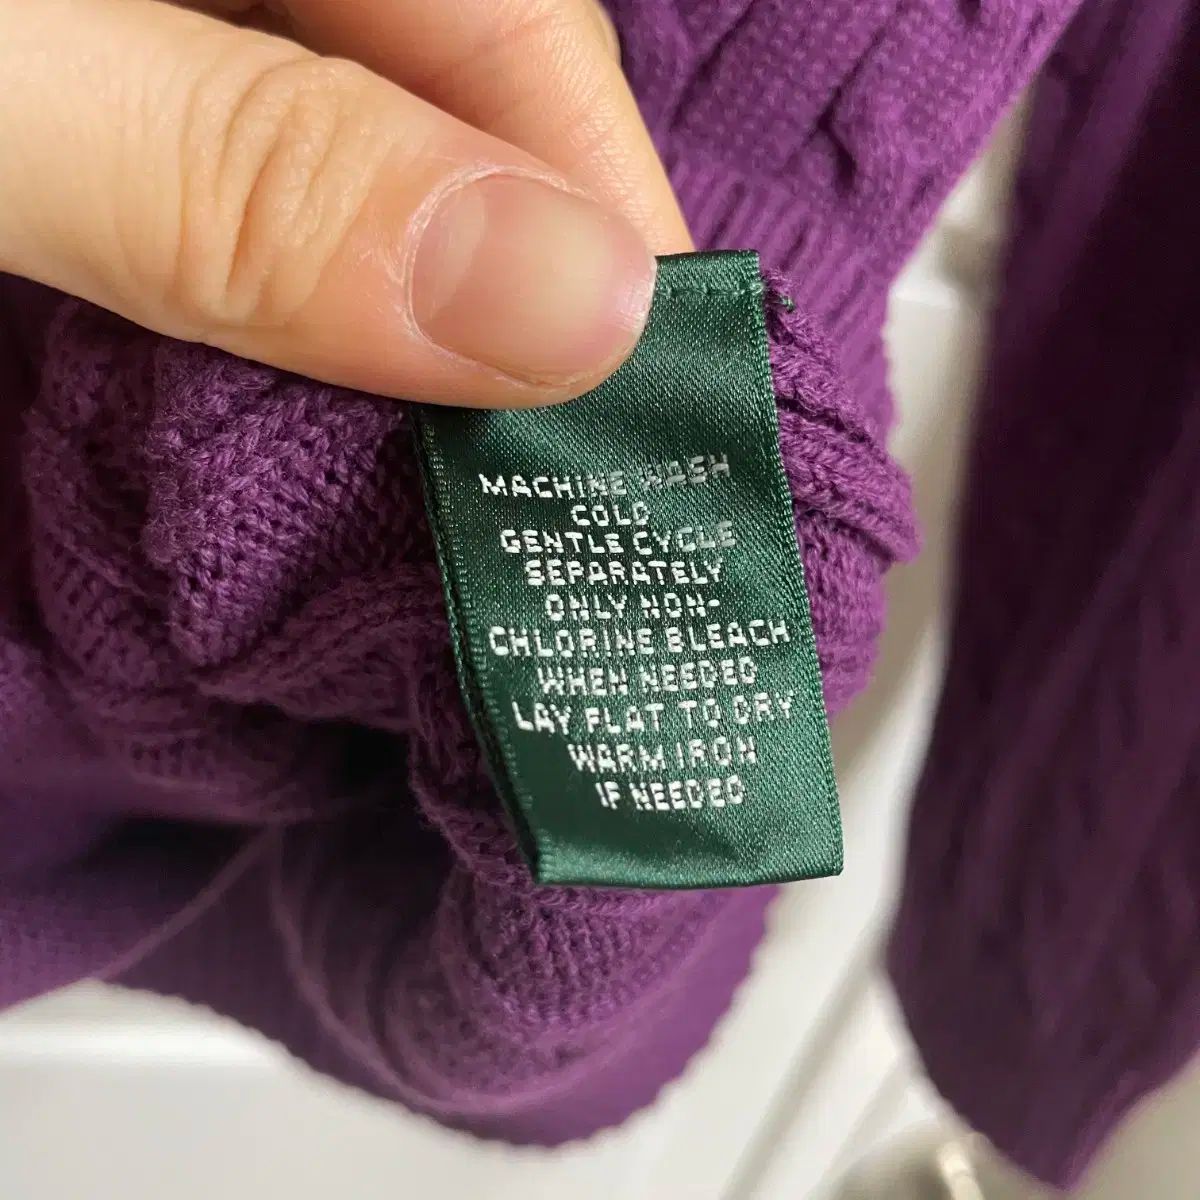 MACHINE WASH
COLD
GENTLE CYCLE
SEPARATELY
ONLY NON-
CHLORINE BLEACH
WHEN NEEDED
LAY FLAT TO DRY
WARM IRON
IF NEEDED